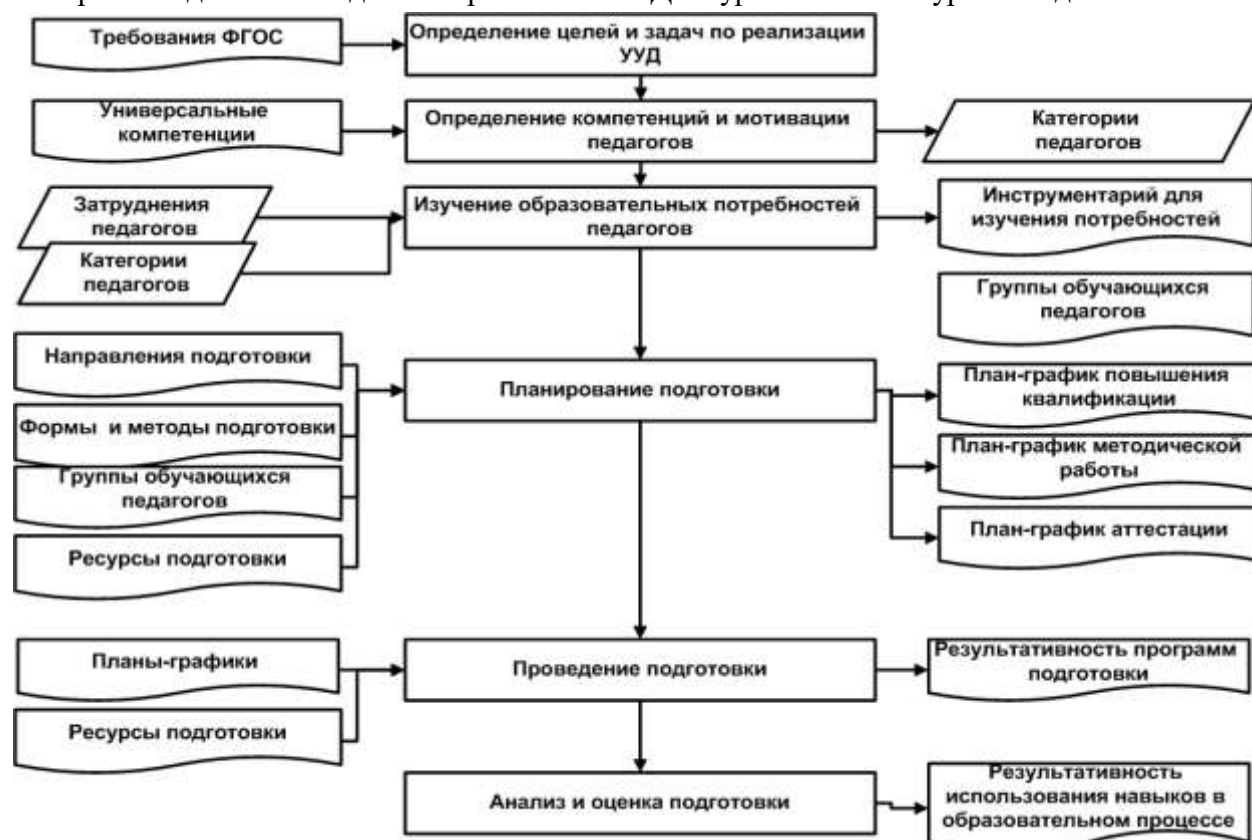 Требования ФГОС
Определение целей и задач по реализации
УУД
Универсальные
компетенции
Определение компетенций и мотивации
педагогов
Категории
педагогов
Затруднения
педагогов
Категории
педагогов
Изучение образовательных потребностей
педагогов
Инструментарий для
изучения потребностей
Группы обучающихся
педагогов
Направления подготовки
Формы и методы подготовки
Группы обучающихся
педагогов
Ресурсы подготовки
Планирование подготовки
План-график повышения
квалификации
План-график методической
работы
План-график аттестации
Планы-графики
Ресурсы подготовки
Проведение подготовки
Результативность программ
подготовки
Анализ и оценка подготовки
Результативность
использования навыков в
образовательном процессе